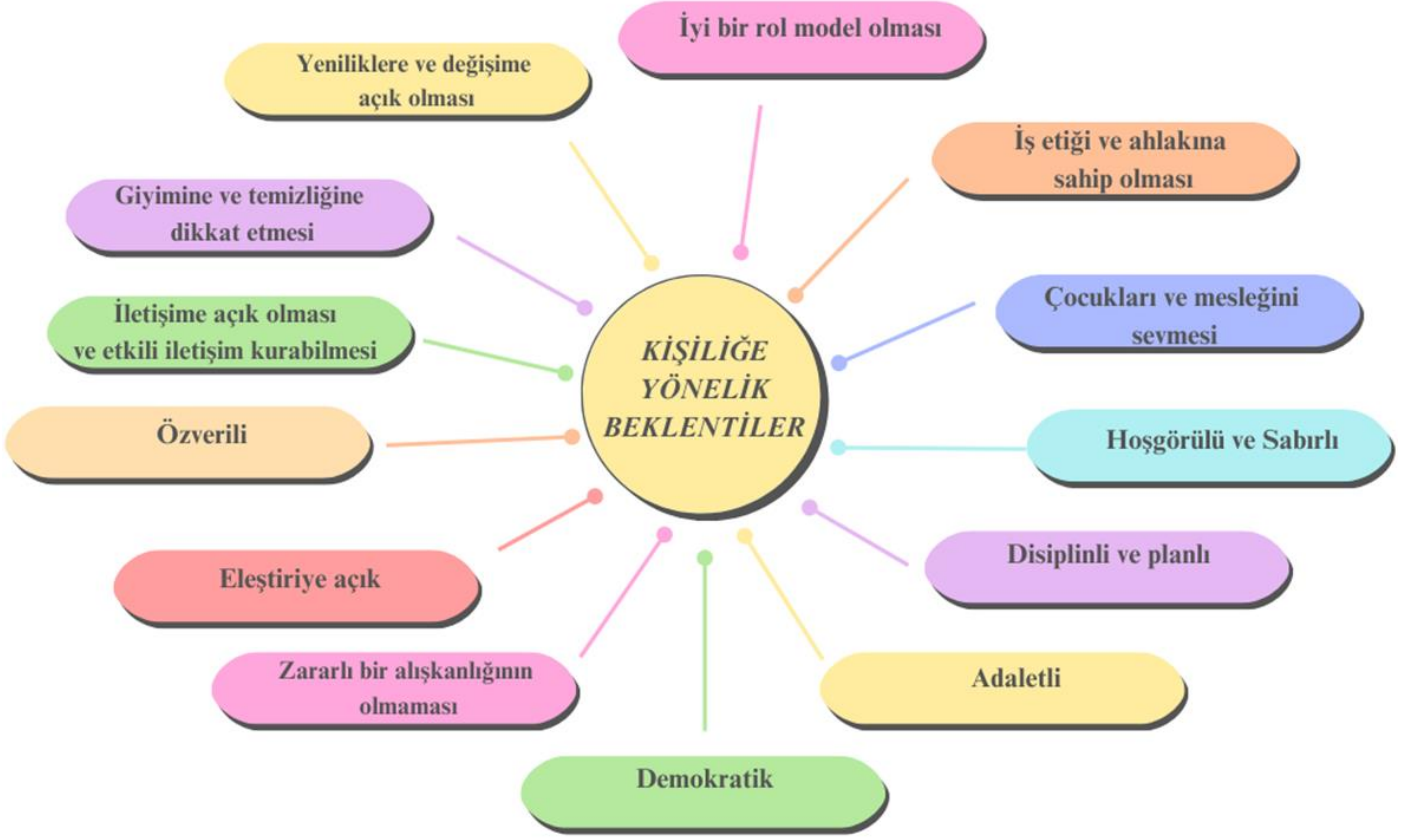 İyi bir rol model olması
Yeniliklere ve değişime
açık olması
İş etiği ve ahlakına
sahip olması
Giyimine ve temizliğine
dikkat etmesi
Çocukları ve mesleğini
sevmesi
İletişime açık olması
ve etkili iletişim kurabilmesi
KİŞİLİĞE
YÖNELİK
BEKLENTİLER
Özverili
Hoşgörülü ve Sabırlı
Disiplinli ve planlı
Eleştiriye açık
Zararlı bir alışkanlığının
olmaması
Adaletli
Demokratik